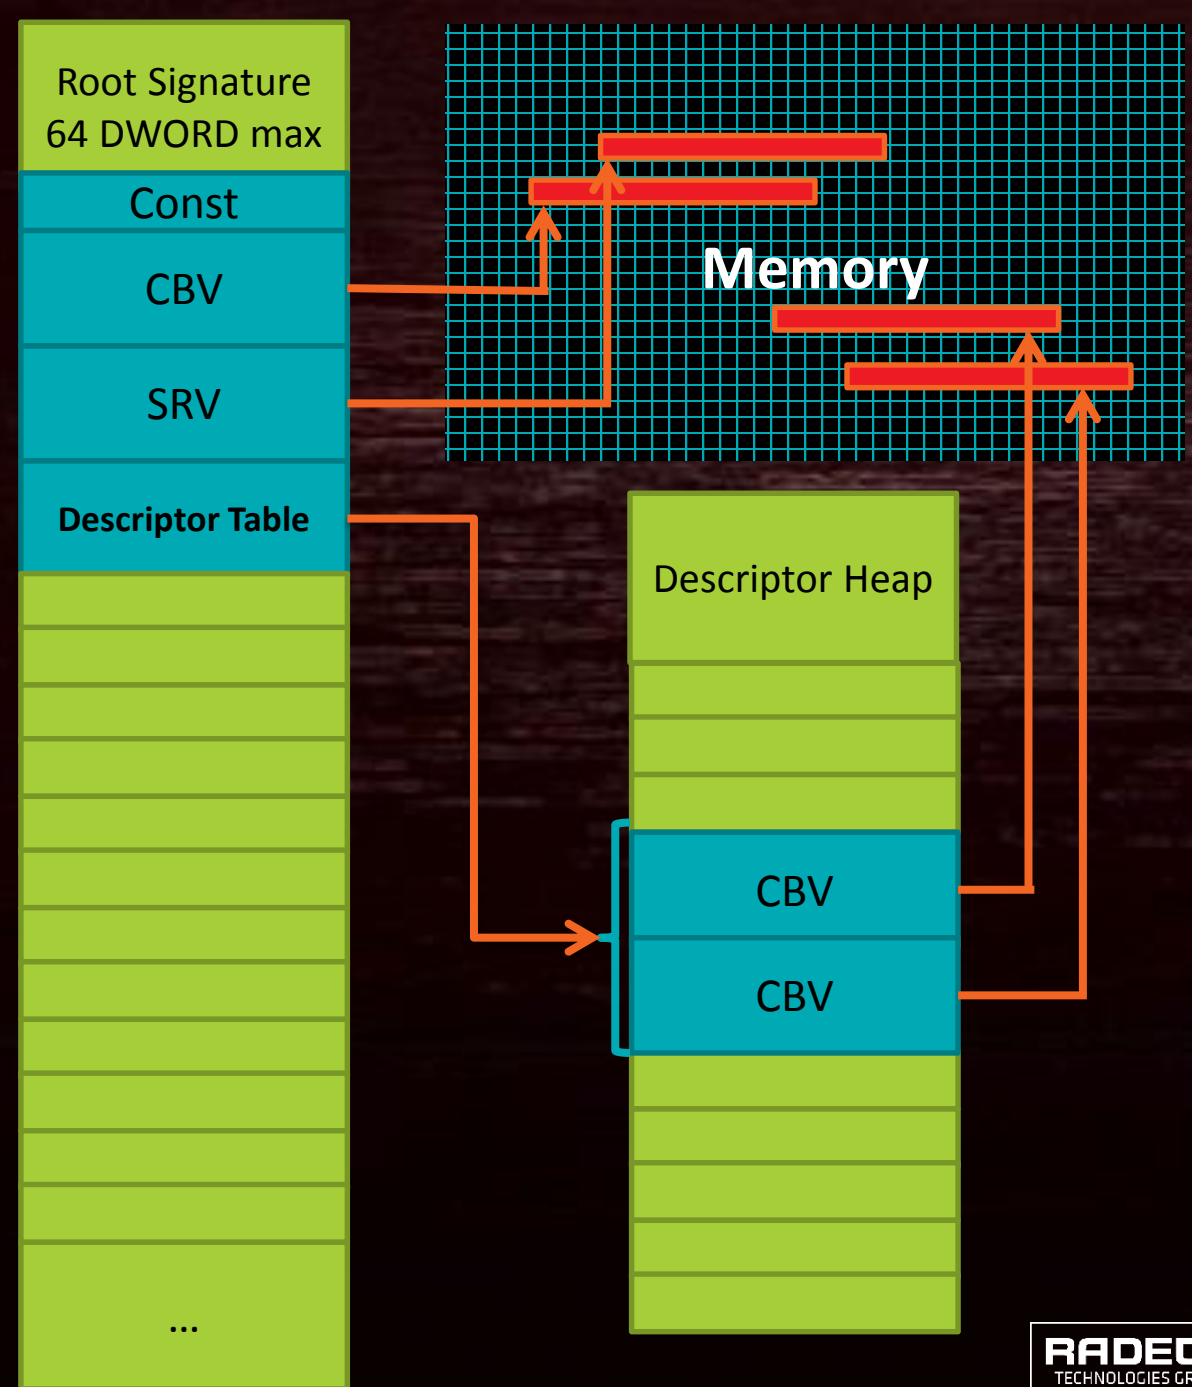 Root Signature
64 DWORD max
Const
CBV
SRV
Descriptor Table
...
Memory
Descriptor Heap
CBV
CBV
TECHNOLOGIES